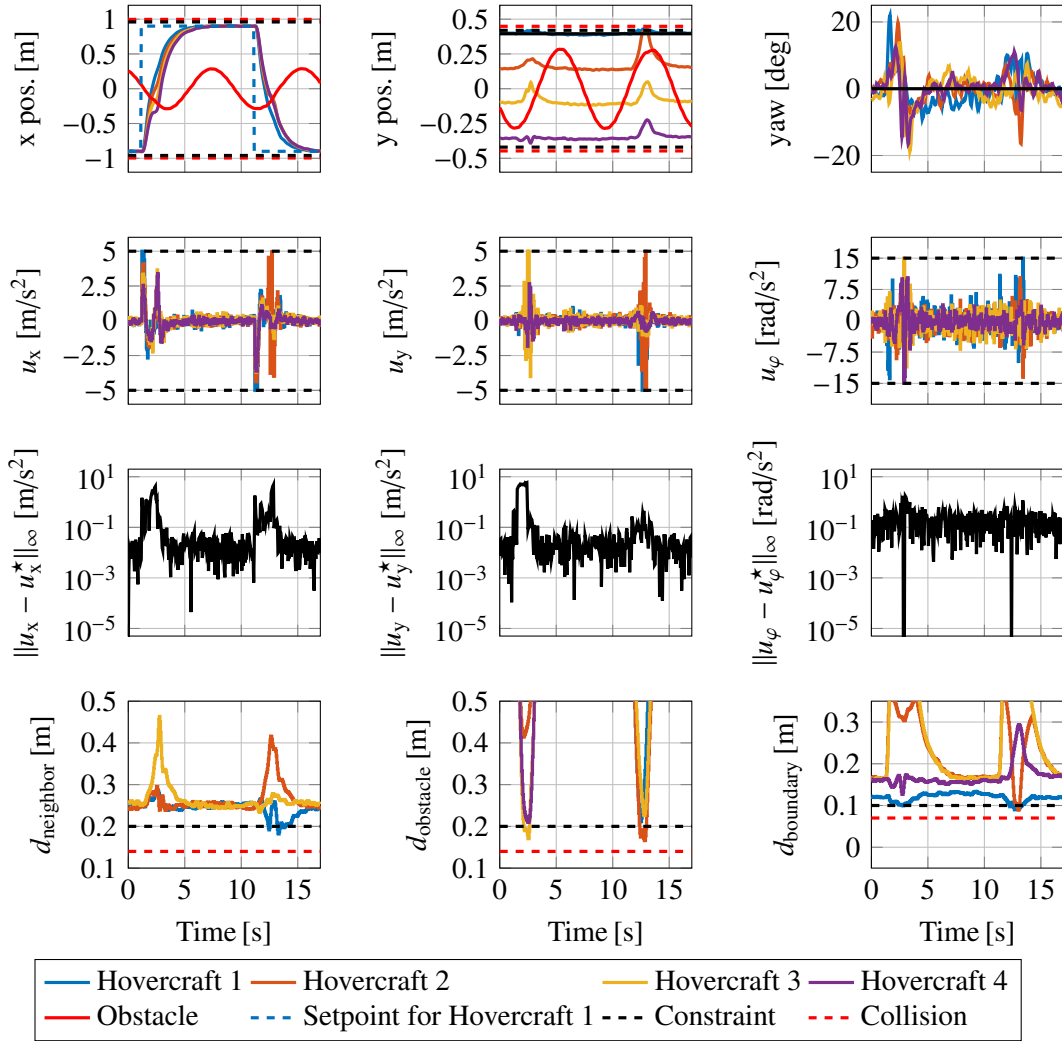 x pos. [m]
1
0.5
0
−0.5
−1
y pos. [m]
0.5
0.25
0
−0.25
−0.5
yaw [deg]
20
0
−20
u_x [m/s²]
5
2.5
0
−2.5
−5
u_y [m/s²]
5
2.5
0
−2.5
−5
u_φ [rad/s²]
15
7.5
0
−7.5
−15
‖u_x − u_x^★‖_∞ [m/s²]
10^1
10^−1
10^−3
10^−5
‖u_y − u_y^★‖_∞ [m/s²]
10^1
10^−1
10^−3
10^−5
‖u_φ − u_φ^★‖_∞ [rad/s²]
10^1
10^−1
10^−3
10^−5
d_neighbor [m]
0.5
0.4
0.3
0.2
0.1
0 5 10 15
Time [s]
d_obstacle [m]
0.5
0.4
0.3
0.2
0.1
0 5 10 15
Time [s]
d_boundary [m]
0.3
0.2
0.1
0
0 5 10 15
Time [s]
Hovercraft 1 Hovercraft 2 Hovercraft 3 Hovercraft 4
Obstacle Setpoint for Hovercraft 1 Constraint Collision